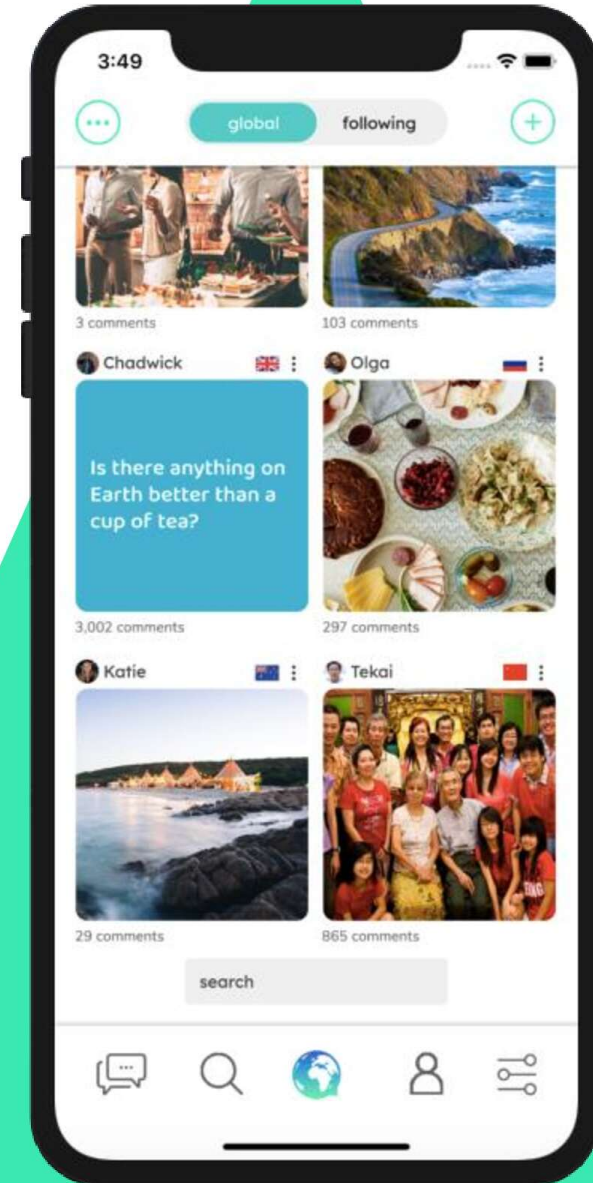 3:49
global following
3 comments 103 comments
Chadwick Olga
Is there anything on
Earth better than a
cup of tea?
3,002 comments 297 comments
Katie Tekai
29 comments 865 comments
search